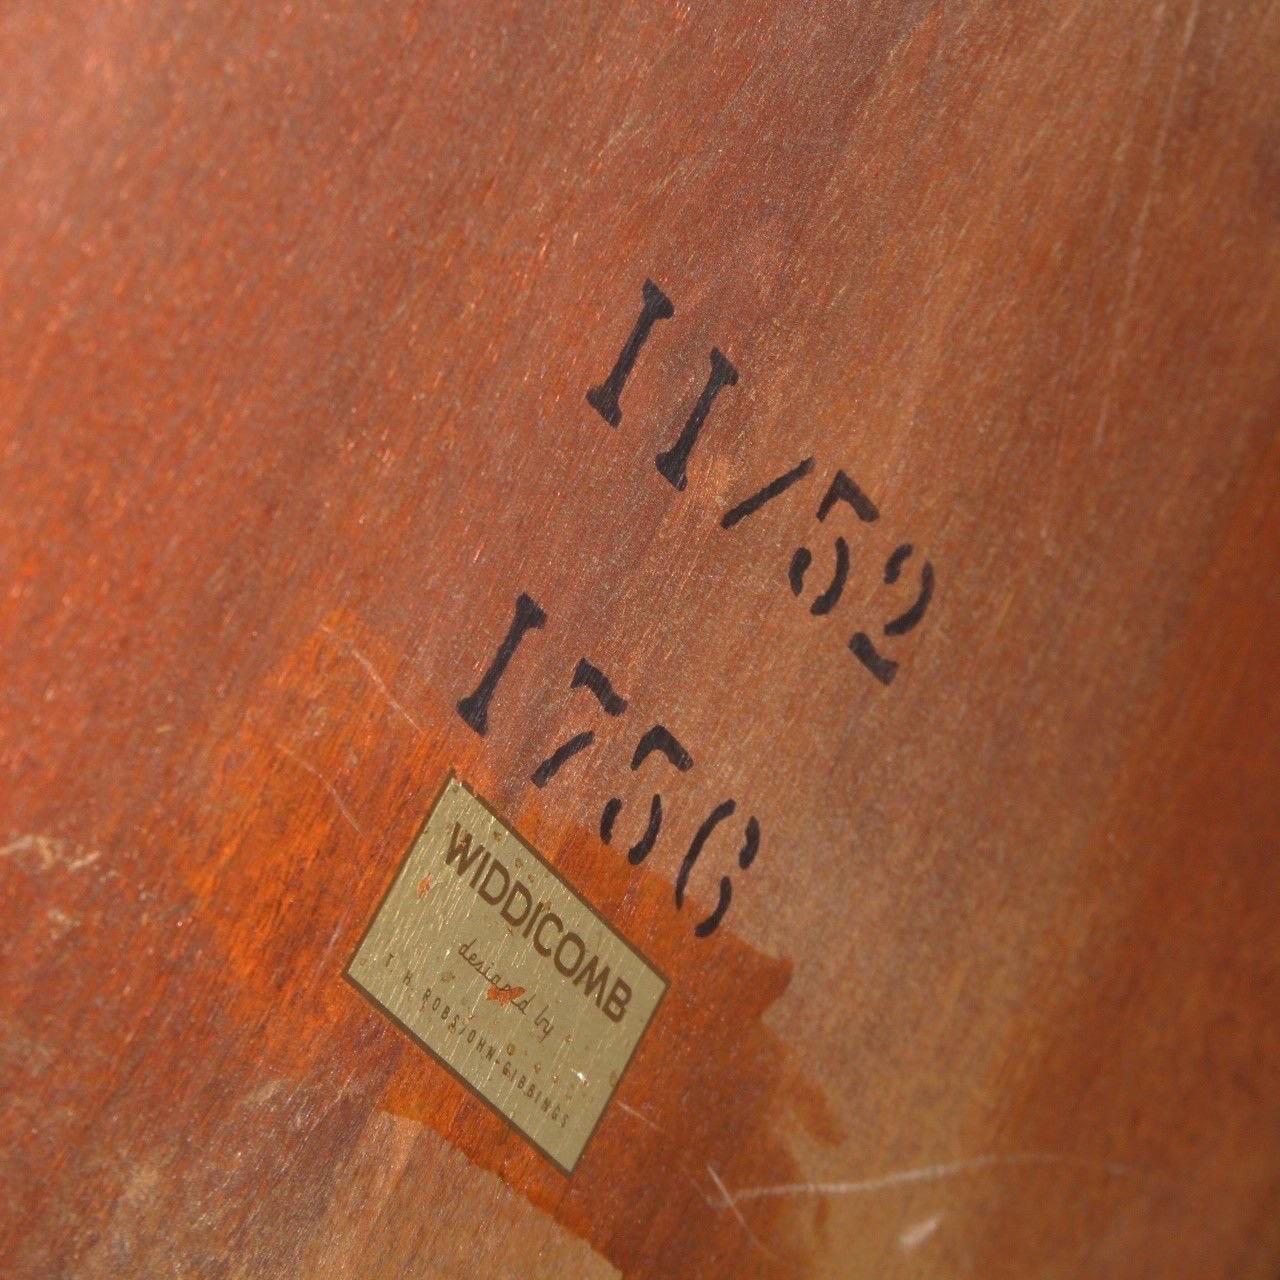 11/52
1756
WIDDICOMB
designed by
T. H. ROBSJOHN-GIBBINGS